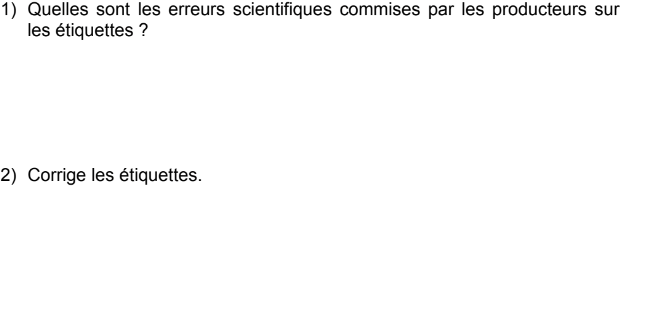 1) Quelles sont les erreurs scientifiques commises par les producteurs sur
les étiquettes ?
2) Corrige les étiquettes.